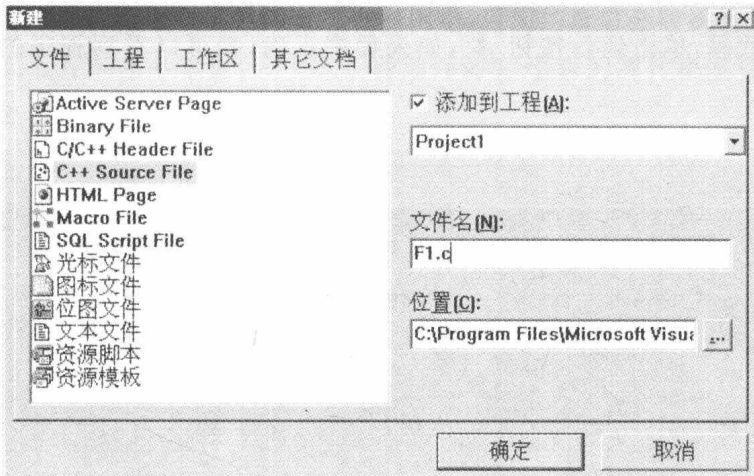 新建
文件 工程 工作区 其它文档
Active Server Page
Binary File
C/C++ Header File
C++ Source File
HTML Page
Macro File
SQL Script File
光标文件
图标文件
位图文件
文本文件
资源脚本
资源模板
添加到工程(A):
Project1
文件名(N):
F1.c
位置(C):
C:\Program Files\Microsoft Visua
...
确定 取消